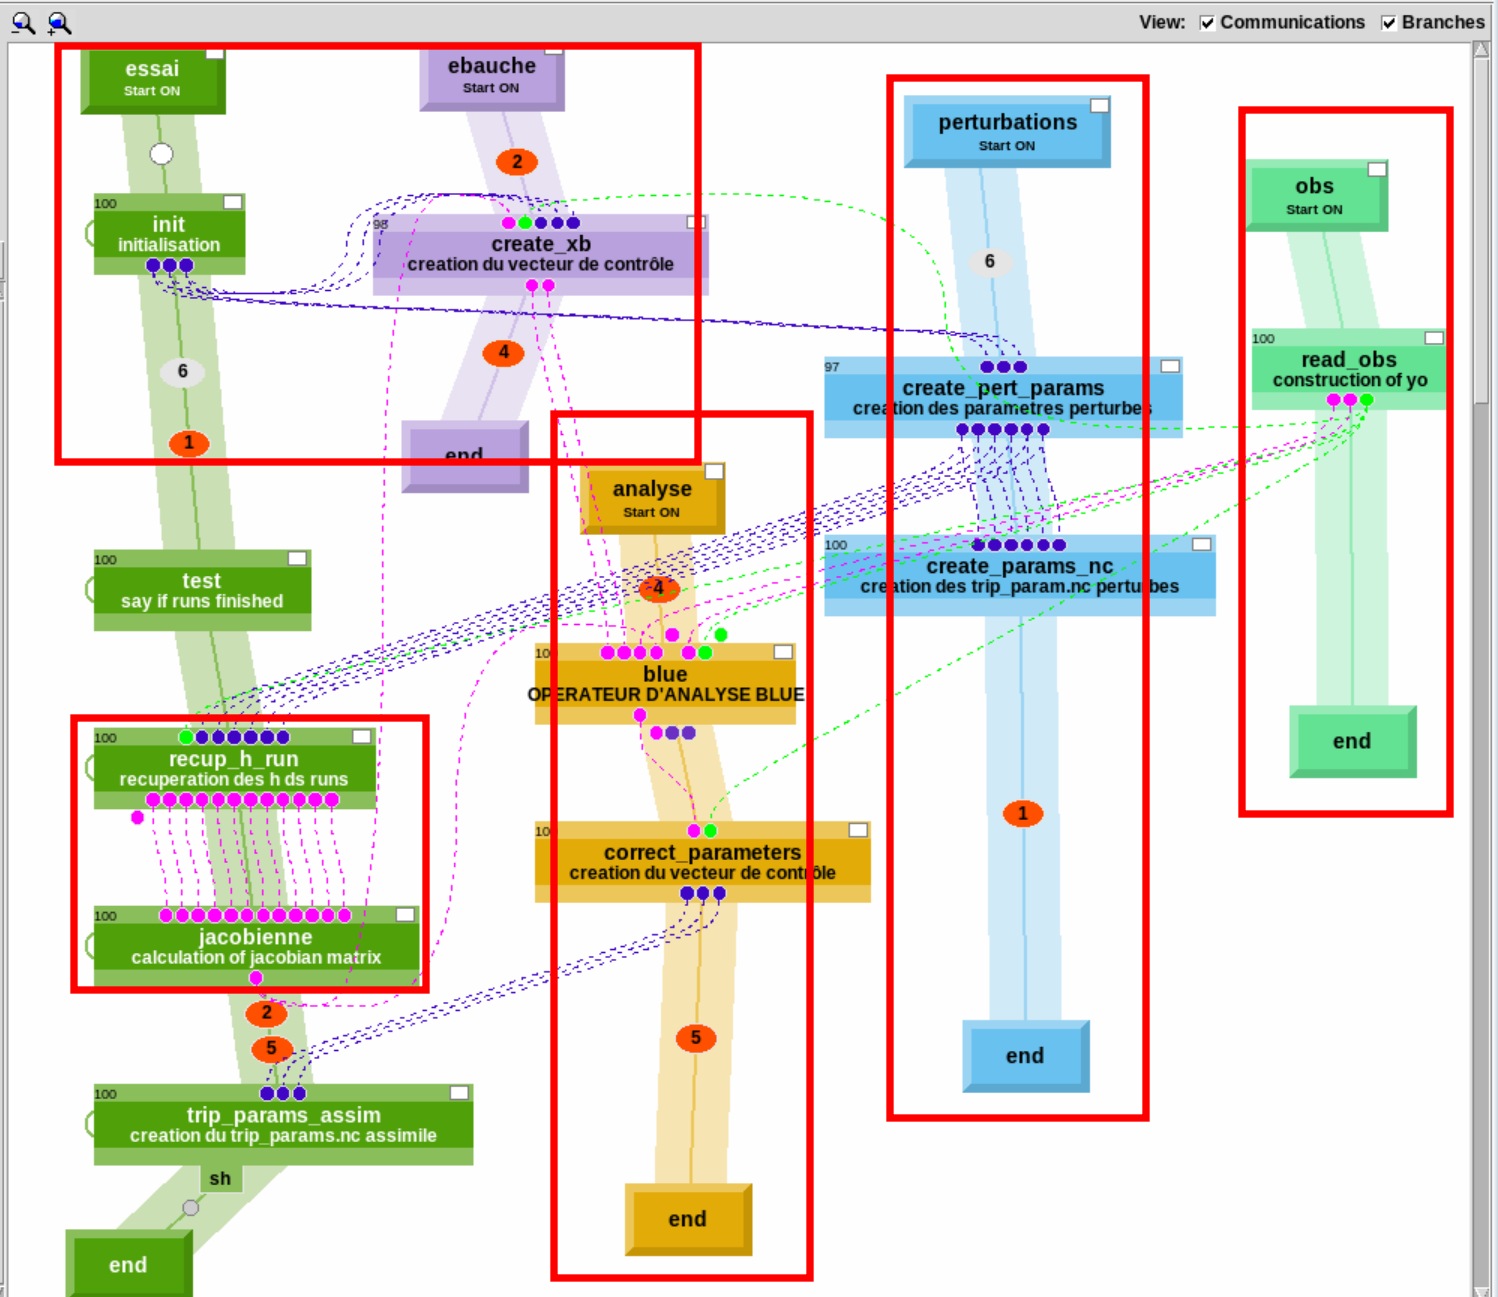 View: Communications Branches
essai
Start ON
ebauche
Start ON
perturbations
Start ON
obs
Start ON
2
100
init
initialisation
98
create_xb
creation du vecteur de contrôle
6
100
read_obs
construction of yo
4
6
1
97
create_pert_params
creation des parametres perturbes
end
analyse
Start ON
100
test
say if runs finished
4
100
create_params_nc
creation des trip_param.nc perturbes
10
blue
OPERATEUR D'ANALYSE BLUE
100
recup_h_run
recuperation des h ds runs
end
1
10
correct_parameters
creation du vecteur de contrôle
100
jacobienne
calculation of jacobian matrix
2
5
5
end
100
trip_params_assim
creation du trip_params.nc assimile
sh
end
end